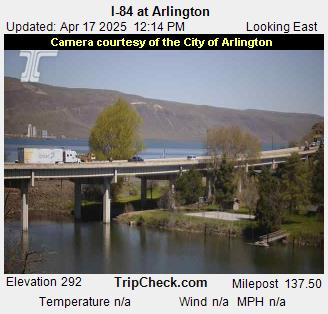 I-84 at Arlington
Updated: Apr 17 2025 12:14 PM Looking East
Camera courtesy of the City of Arlington
Elevation 292 TripCheck.com Milepost 137.50
Temperature n/a Wind n/a MPH n/a